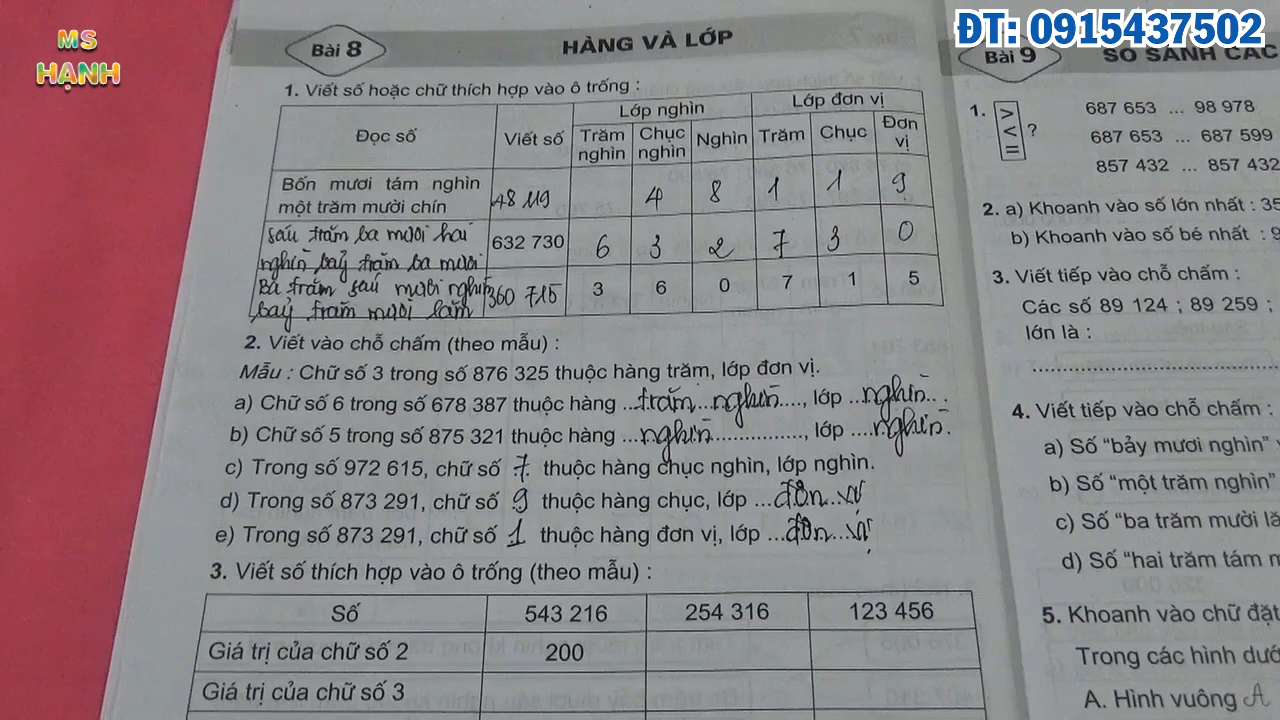 MS
HẠNH
ĐT: 0915437502
Bài 8
HÀNG VÀ LỚP
1. Viết số hoặc chữ thích hợp vào ô trống :
Đọc số
Viết số
Lớp nghìn
Lớp đơn vị
Trăm nghìn
Chục nghìn
Nghìn
Trăm
Chục
Đơn vị
Bốn mươi tám nghìn
một trăm mười chín
48 119 4 8 1 1 9
sáu trăm ba mươi hai
nghìn bảy trăm ba mươi
632 730 6 3 2 7 3 0
Ba trăm sáu mươi nghìn
bảy trăm mười lăm
360 715 3 6 0 7 1 5
2. Viết vào chỗ chấm (theo mẫu) :
Mẫu : Chữ số 3 trong số 876 325 thuộc hàng trăm, lớp đơn vị.
a) Chữ số 6 trong số 678 387 thuộc hàng ...trăm...nghìn...., lớp ..nghìn...
b) Chữ số 5 trong số 875 321 thuộc hàng ...nghìn..............., lớp ....nghìn.
c) Trong số 972 615, chữ số 7 thuộc hàng chục nghìn, lớp nghìn.
d) Trong số 873 291, chữ số 9 thuộc hàng chục, lớp ...đơn..vị
e) Trong số 873 291, chữ số 1 thuộc hàng đơn vị, lớp ...đơn...vị
3. Viết số thích hợp vào ô trống (theo mẫu) :
Số 543 216 254 316 123 456
Giá trị của chữ số 2 200
Giá trị của chữ số 3
Bài 9
SO SÁNH CÁC
1. > < = ?
687 653 ... 98 978
687 653 ... 687 599
857 432 ... 857 432
2. a) Khoanh vào số lớn nhất : 35
b) Khoanh vào số bé nhất : 9
3. Viết tiếp vào chỗ chấm :
Các số 89 124 ; 89 259 ;
lớn là :
4. Viết tiếp vào chỗ chấm :
a) Số “bảy mươi nghìn”
b) Số “một trăm nghìn”
c) Số “ba trăm mười
d) Số “hai trăm tám
5. Khoanh vào chữ đặt
Trong các hình
A. Hình vuông A